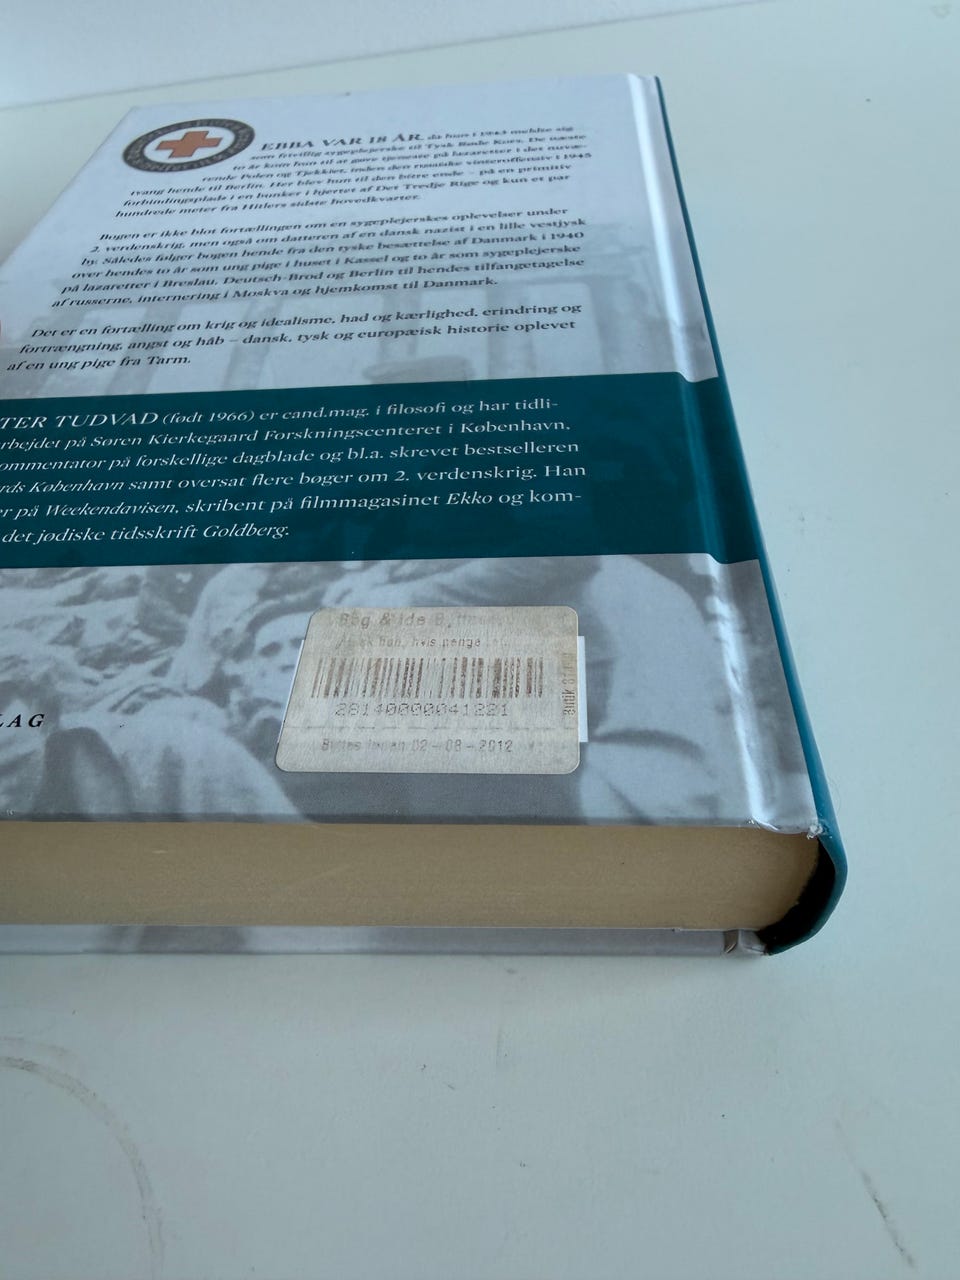 EBBA VAR 18 ÅR, da hun i 1943 meldte sig
som frivillig sygeplejerske til Tysk Røde Kors. De næste
to år kom hun til at gøre tjeneste på lazaretter i det nuvæ-
rende Polen og Tjekkiet, inden den russiske vinteroffensiv i 1945
tvang hende til Berlin. Her blev hun til den bitre ende – på en primitiv
forbindingsplads i en bunker i hjertet af Det Tredje Rige og kun et par
hundrede meter fra Hitlers sidste hovedkvarter.
Bogen er ikke blot fortællingen om en sygeplejerskes oplevelser under
2. verdenskrig, men også om datteren af en dansk nazist i en lille vestjysk
by. Således følger bogen hende fra den tyske besættelse af Danmark i 1940
over hendes to år som ung pige i huset i Kassel og to år som sygeplejerske
på lazaretter i Breslau, Deutsch-Brod og Berlin til hendes tilfangetagelse
af russerne, internering i Moskva og hjemkomst til Danmark.
Det er en fortælling om krig og idealisme, had og kærlighed, erindring og
fortrængning, angst og håb – dansk, tysk og europæisk historie oplevet
af en ung pige fra Tarm.
TER TUDVAD (født 1966) er cand.mag. i filosofi og har tidli-
rbejdet på Søren Kierkegaard Forskningscenteret i København,
ommentator på forskellige dagblade og bl.a. skrevet bestselleren
rds København samt oversat flere bøger om 2. verdenskrig. Han
er på Weekendavisen, skribent på filmmagasinet Ekko og kom-
det jødiske tidsskrift Goldberg.
Bog & ide
hvis penge
2814000041221
Butik
LAG
Byttes inden 02-08-2012